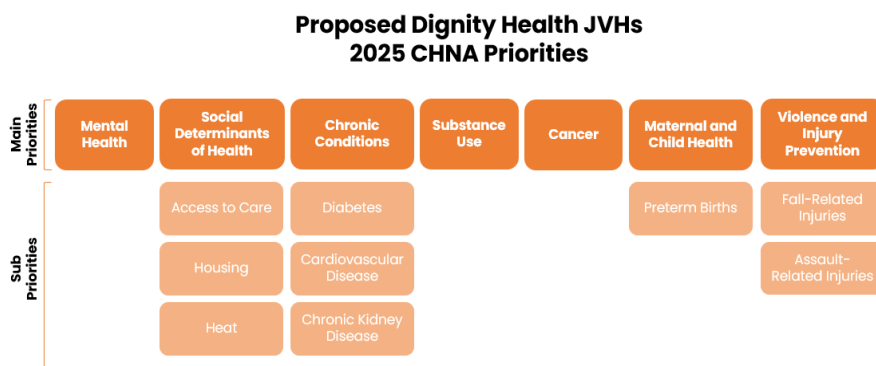 Proposed Dignity Health JVHs
2025 CHNA Priorities
Main
Priorities
Mental
Health
Social
Determinants
of Health
Chronic
Conditions
Substance
Use
Cancer
Maternal and
Child Health
Violence and
Injury
Prevention
Sub
Priorities
Access to Care
Diabetes
Preterm Births
Fall-Related
Injuries
Housing
Cardiovascular
Disease
Assault-
Related Injuries
Heat
Chronic Kidney
Disease